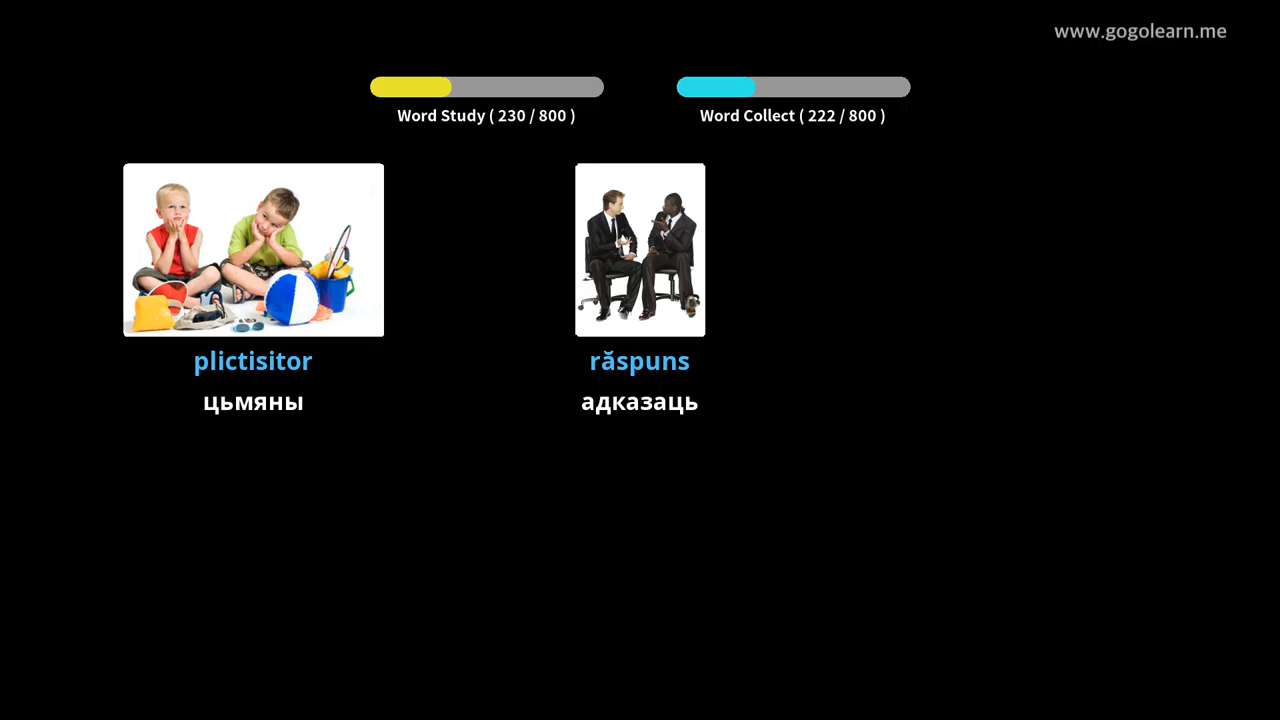 www.gogolearn.me
Word Study ( 230 / 800 )
Word Collect ( 222 / 800 )
plictisitor
цьмяны
răspuns
адказаць